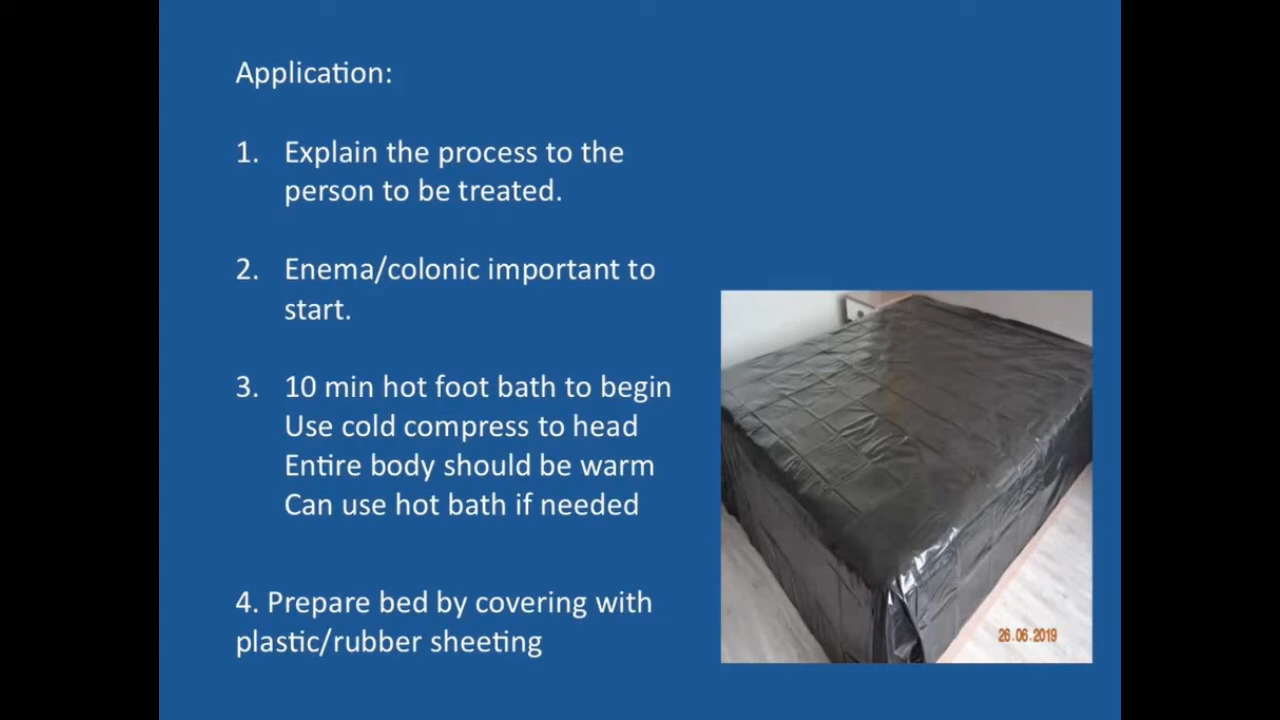 Application:
1. Explain the process to the
person to be treated.
2. Enema/colonic important to
start.
3. 10 min hot foot bath to begin
Use cold compress to head
Entire body should be warm
Can use hot bath if needed
4. Prepare bed by covering with
plastic/rubber sheeting
26.06.2019